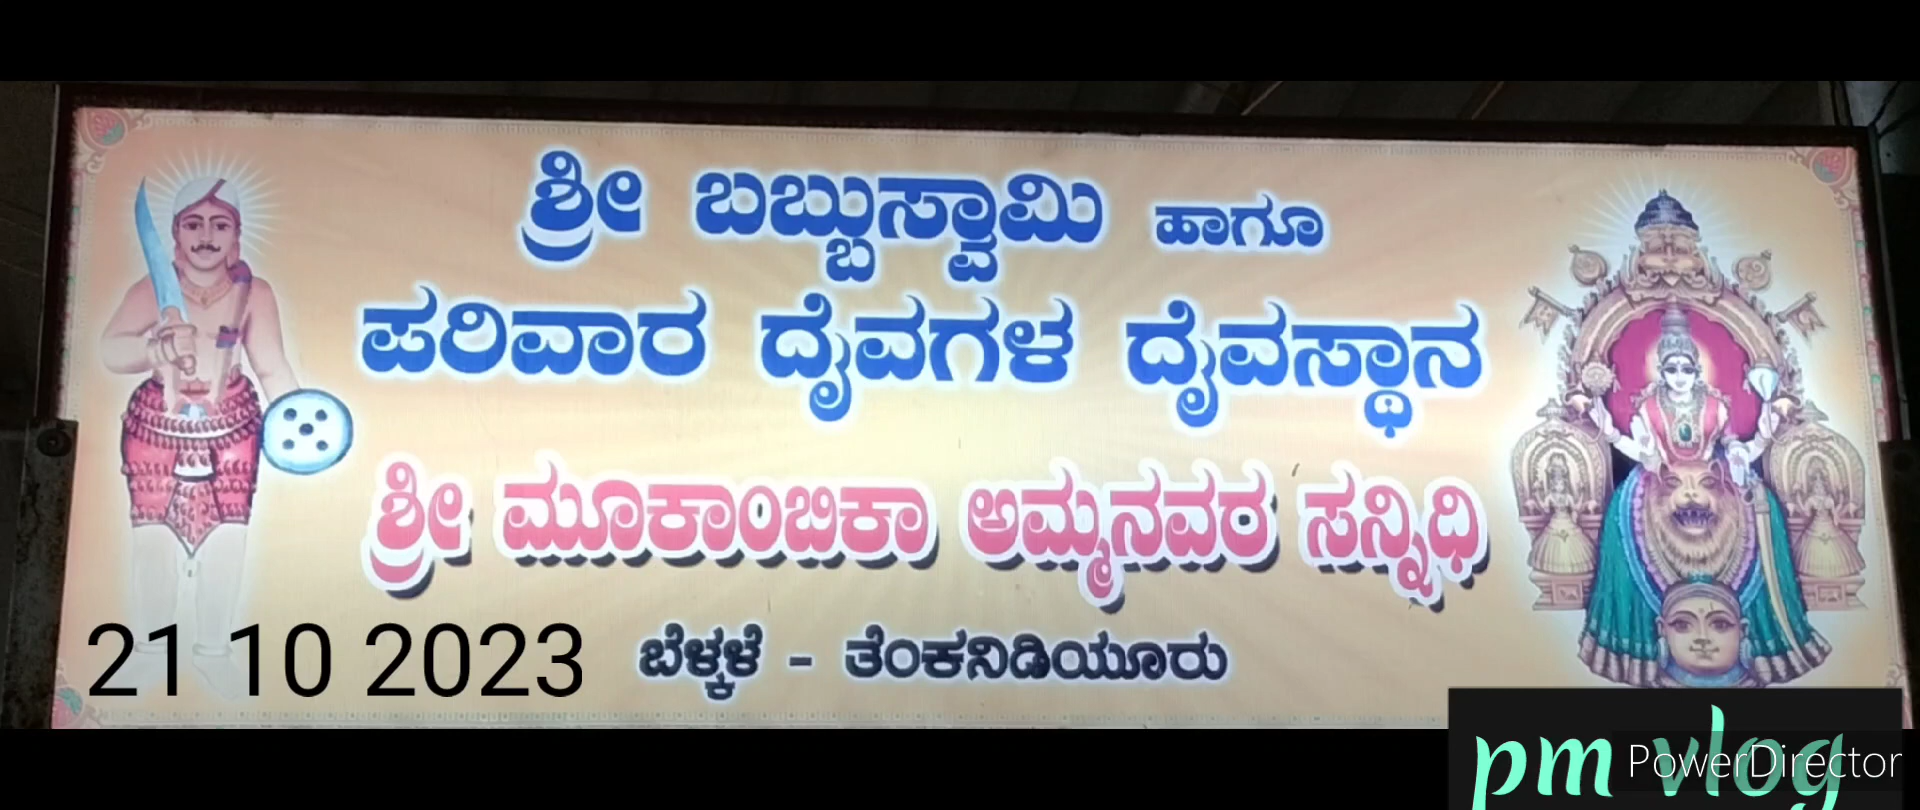 ಶ್ರೀ ಬಬ್ಬುಸ್ವಾಮಿ ಹಾಗೂ
ಪರಿವಾರ ದೈವಗಳ ದೈವಸ್ಥಾನ
ಶ್ರೀ ಮೂಕಾಂಬಿಕಾ ಅಮ್ಮನವರ ಸನ್ನಿಧಿ
21 10 2023 ಬೆಳ್ಕಳೆ - ತೆಂಕನಿಡಿಯೂರು
pm vlog
PowerDirector